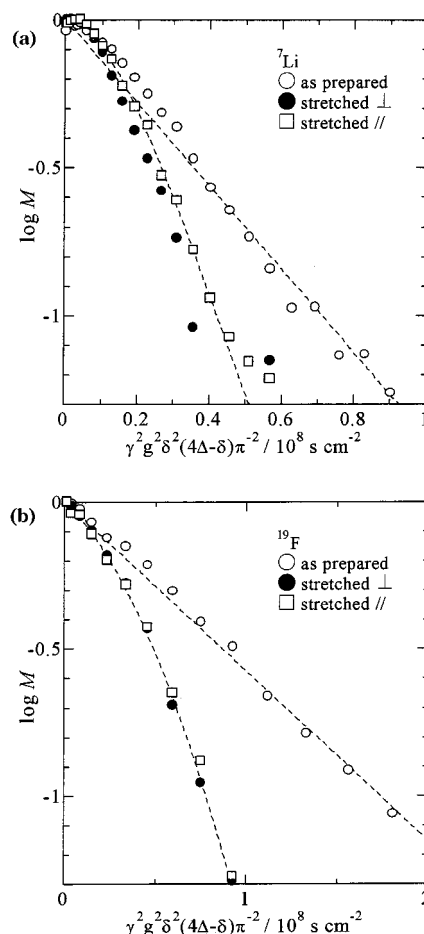 (a)
0
-0.5
-1
log M
⁷Li
○ as prepared
● stretched ⊥
□ stretched //
0 0.2 0.4 0.6 0.8 1
γ²g²δ²(4Δ-δ)π⁻² / 10⁸ s cm⁻²
(b)
0
-0.5
-1
log M
¹⁹F
○ as prepared
● stretched ⊥
□ stretched //
0 1 2
γ²g²δ²(4Δ-δ)π⁻² / 10⁸ s cm⁻²